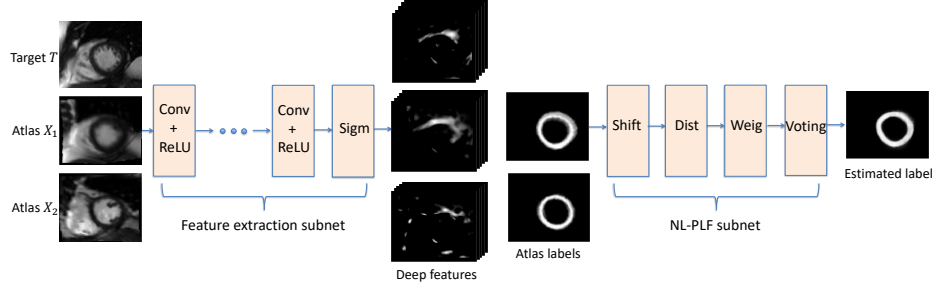 Target T
Atlas X₁
Atlas X₂
Conv
+
ReLU
Conv
+
ReLU
Sigm
Feature extraction subnet
Deep features
Atlas labels
Shift
Dist
Weig
Voting
NL-PLF subnet
Estimated label